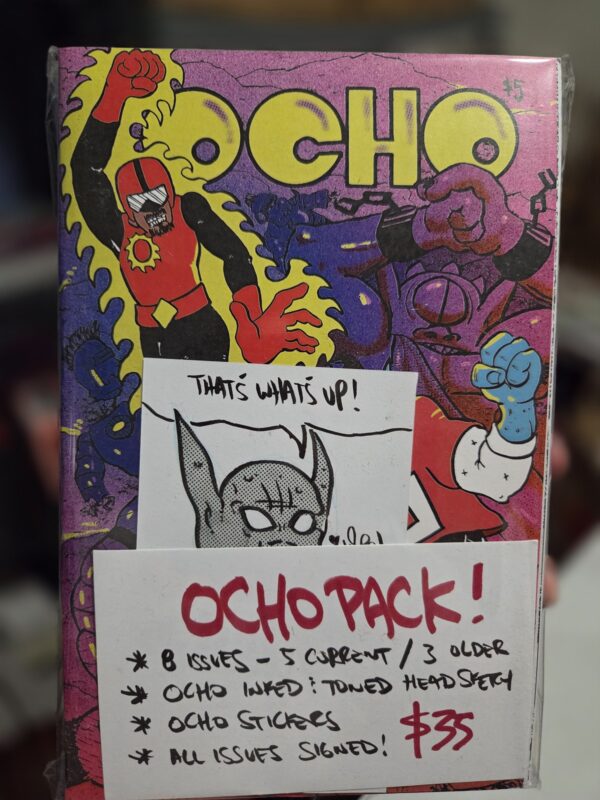 OCHO
$5
THAT'S WHAT'S UP!
OCHO PACK!
* 8 ISSUES - 5 CURRENT / 3 OLDER
* OCHO INKED & TONED HEAD SKETCH
* OCHO STICKERS
* ALL ISSUES SIGNED!
$35